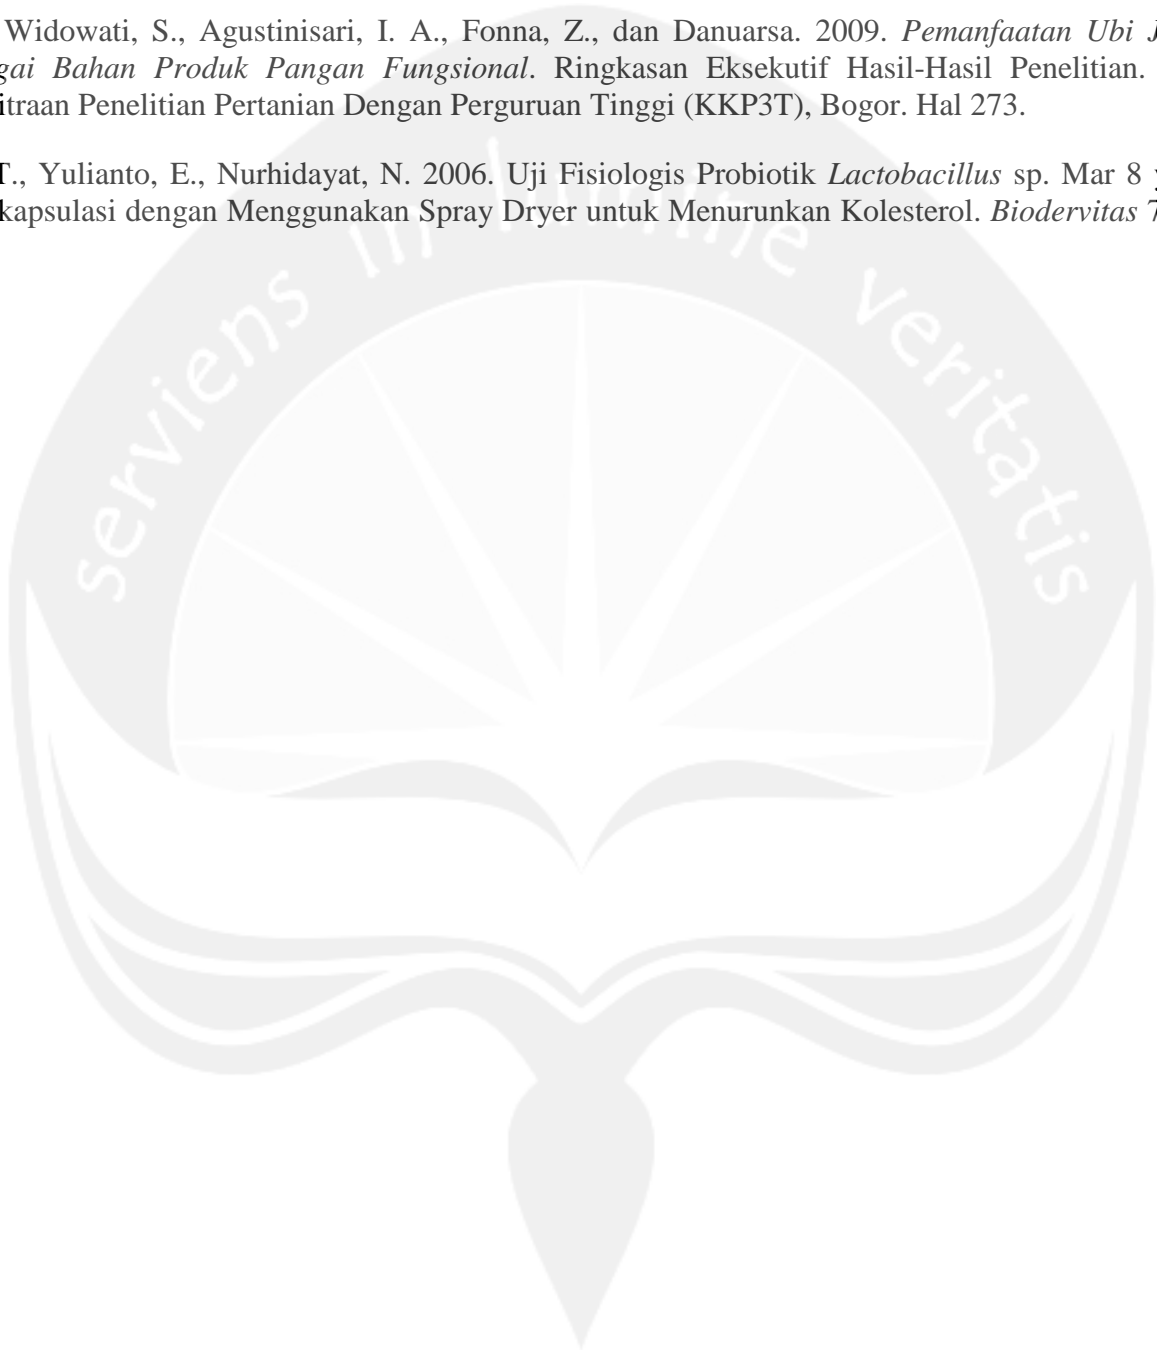 Widowati, S., Agustinisari, I. A., Fonna, Z., dan Danuarsa. 2009. Pemanfaatan Ubi J
gai Bahan Produk Pangan Fungsional. Ringkasan Eksekutif Hasil-Hasil Penelitian.
itraan Penelitian Pertanian Dengan Perguruan Tinggi (KKP3T), Bogor. Hal 273.
T., Yulianto, E., Nurhidayat, N. 2006. Uji Fisiologis Probiotik Lactobacillus sp. Mar 8 y
kapsulasi dengan Menggunakan Spray Dryer untuk Menurunkan Kolesterol. Biodervitas 7
serviens in lumine veritatis